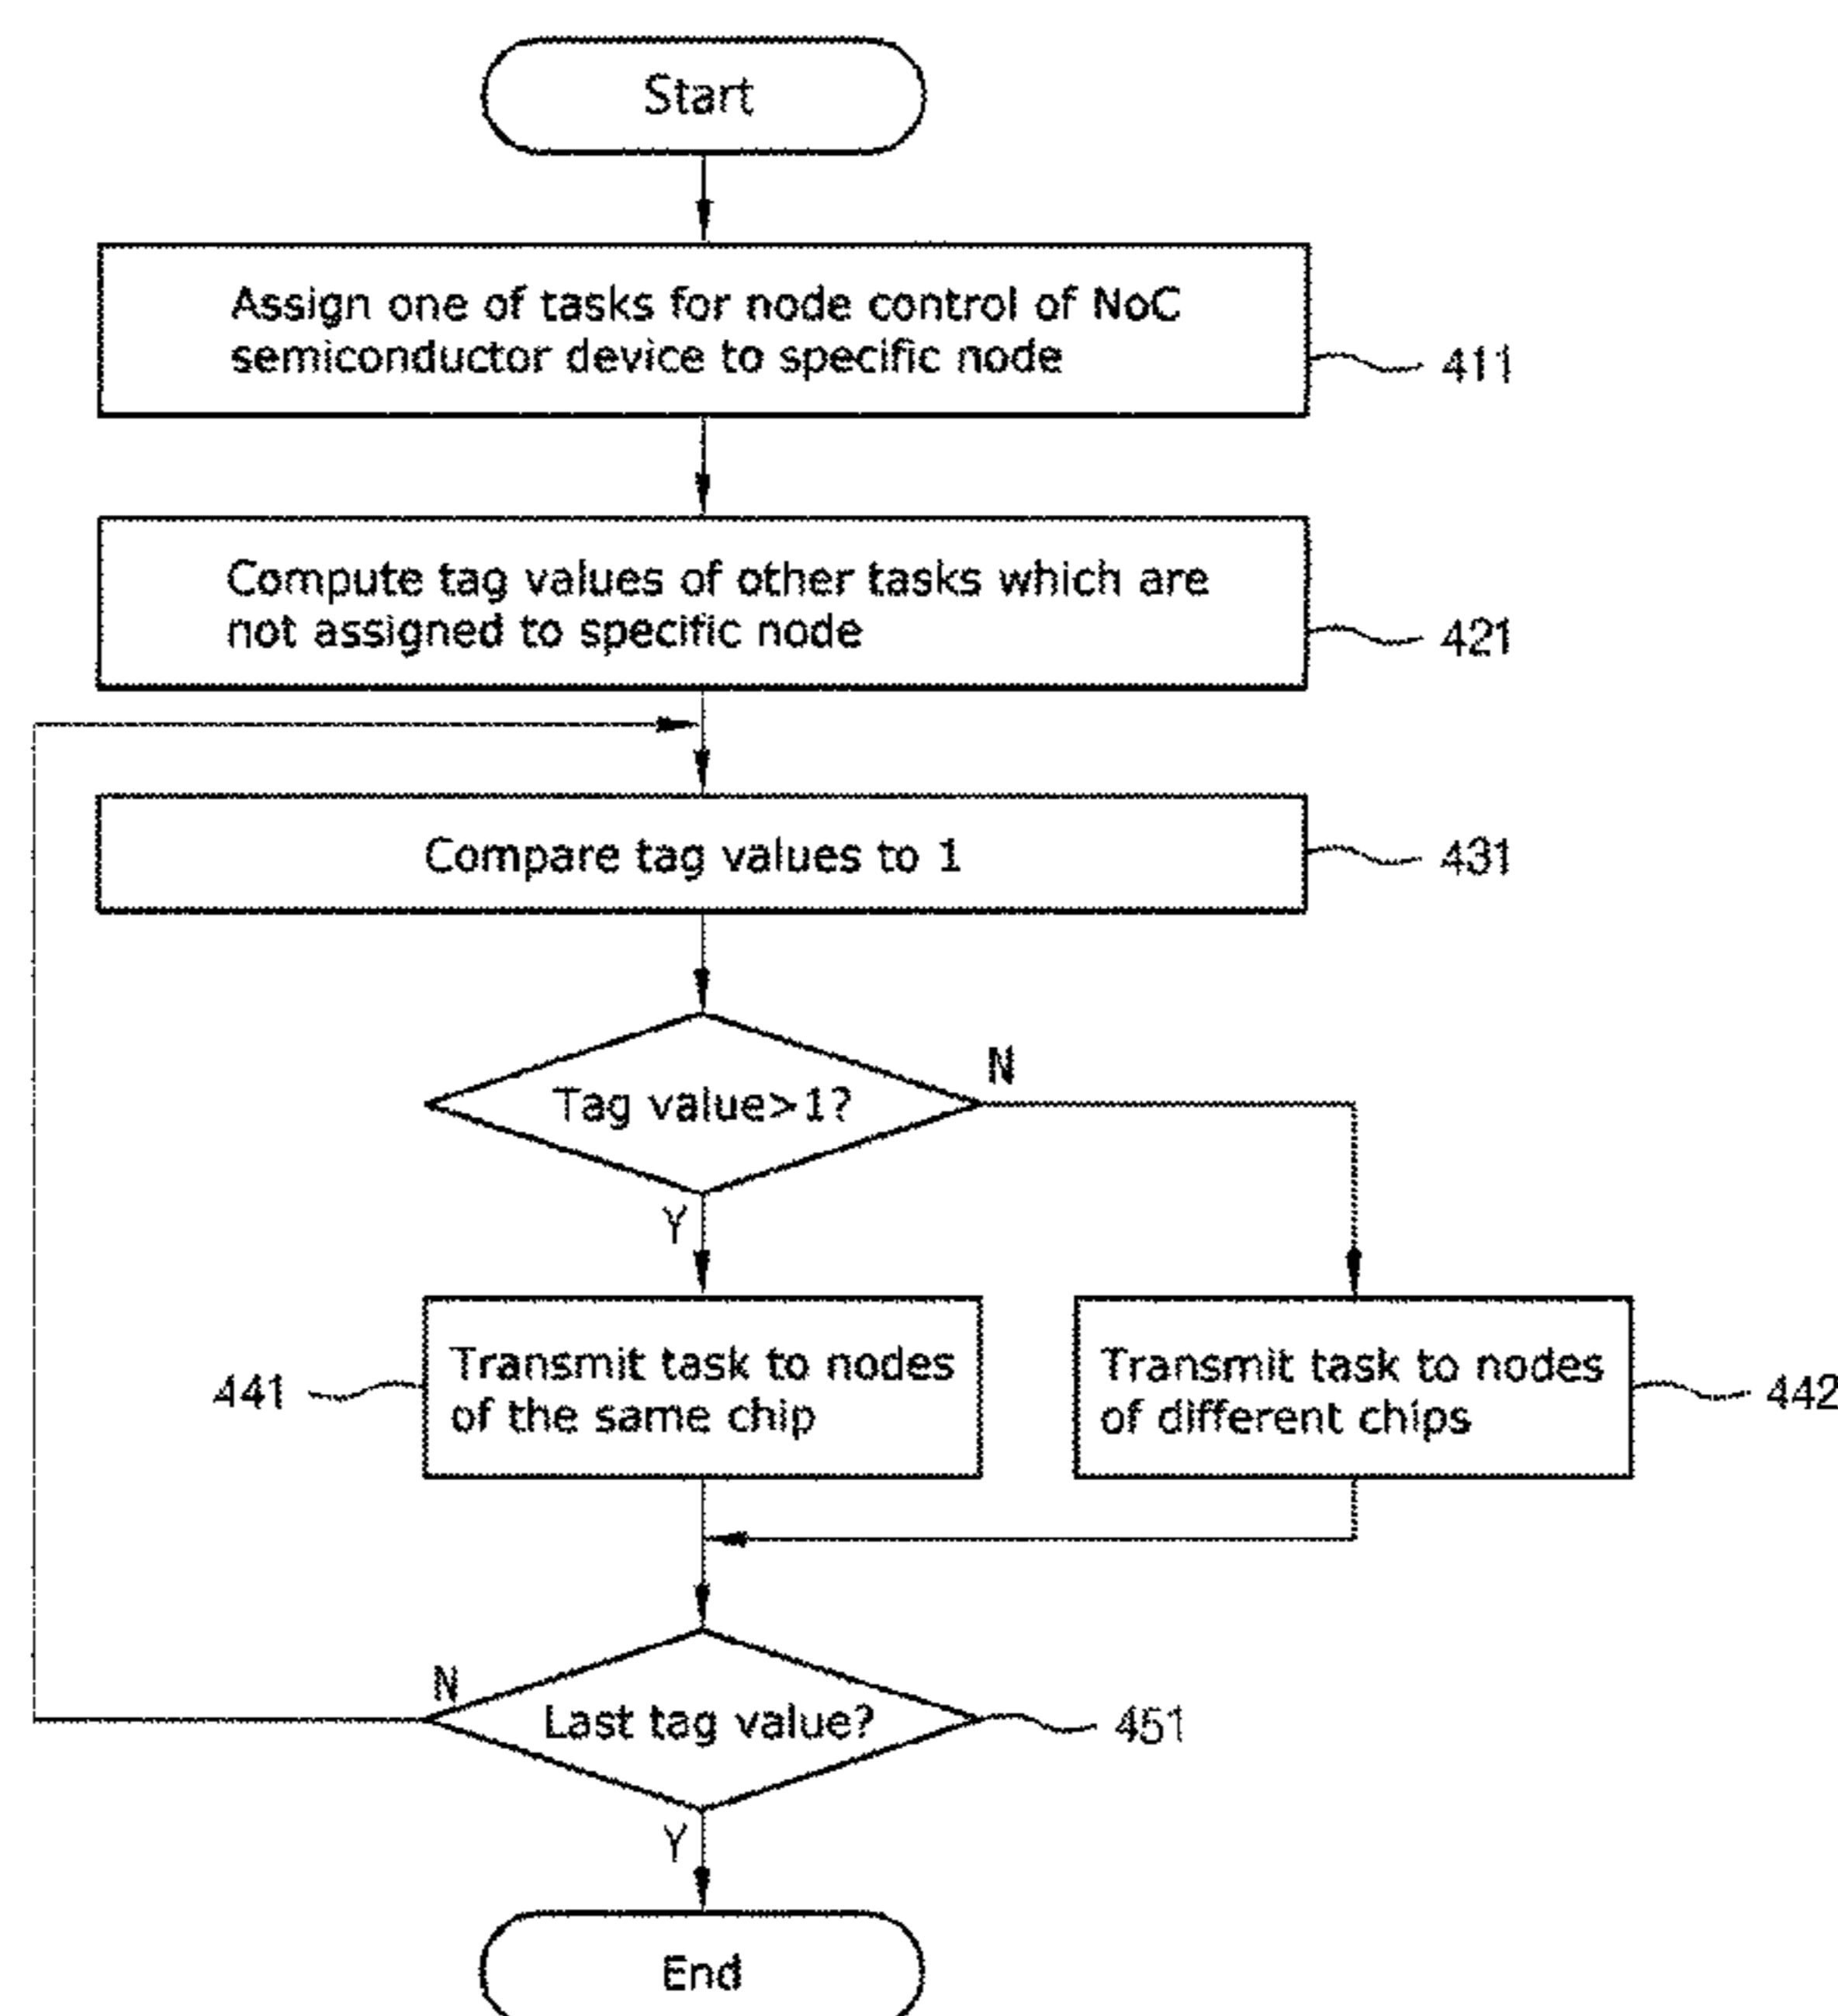 Start
Assign one of tasks for node control of NoC
semiconductor device to specific node
411
Compute tag values of other tasks which are
not assigned to specific node
421
Compare tag values to 1
431
Tag value>1?
N
Y
441
Transmit task to nodes
of the same chip
Transmit task to nodes
of different chips
442
N
Last tag value?
451
Y
End